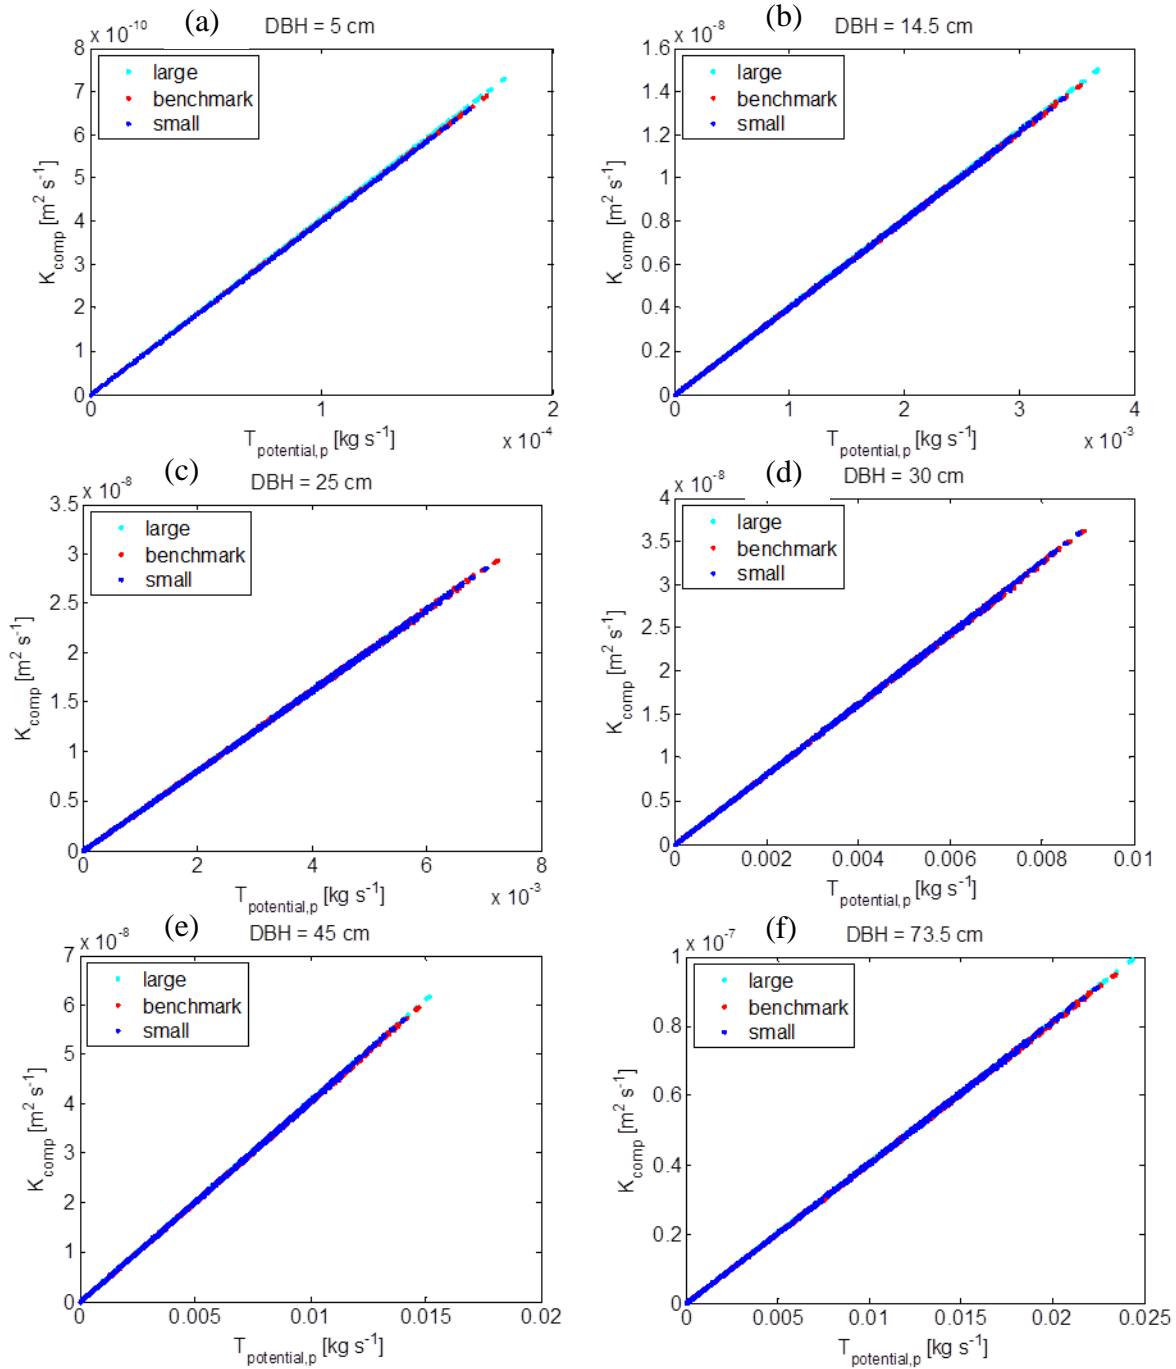 (a)
DBH = 5 cm
x 10^-10
8
7
6
5
4
3
2
1
0
K_comp [m^2 s^-1]
large
benchmark
small
0 1 2
x 10^-4
T_potential,p [kg s^-1]
(b)
DBH = 14.5 cm
x 10^-8
1.6
1.4
1.2
1
0.8
0.6
0.4
0.2
0
K_comp [m^2 s^-1]
large
benchmark
small
0 1 2 3 4
x 10^-3
T_potential,p [kg s^-1]
(c)
DBH = 25 cm
x 10^-8
3.5
3
2.5
2
1.5
1
0.5
0
K_comp [m^2 s^-1]
large
benchmark
small
0 2 4 6 8
x 10^-3
T_potential,p [kg s^-1]
(d)
DBH = 30 cm
x 10^-8
4
3.5
3
2.5
2
1.5
1
0.5
0
K_comp [m^2 s^-1]
large
benchmark
small
0 0.002 0.004 0.006 0.008 0.01
T_potential,p [kg s^-1]
(e)
DBH = 45 cm
x 10^-8
7
6
5
4
3
2
1
0
K_comp [m^2 s^-1]
large
benchmark
small
0 0.005 0.01 0.015 0.02
T_potential,p [kg s^-1]
(f)
DBH = 73.5 cm
x 10^-7
1
0.8
0.6
0.4
0.2
0
K_comp [m^2 s^-1]
large
benchmark
small
0 0.005 0.01 0.015 0.02 0.025
T_potential,p [kg s^-1]